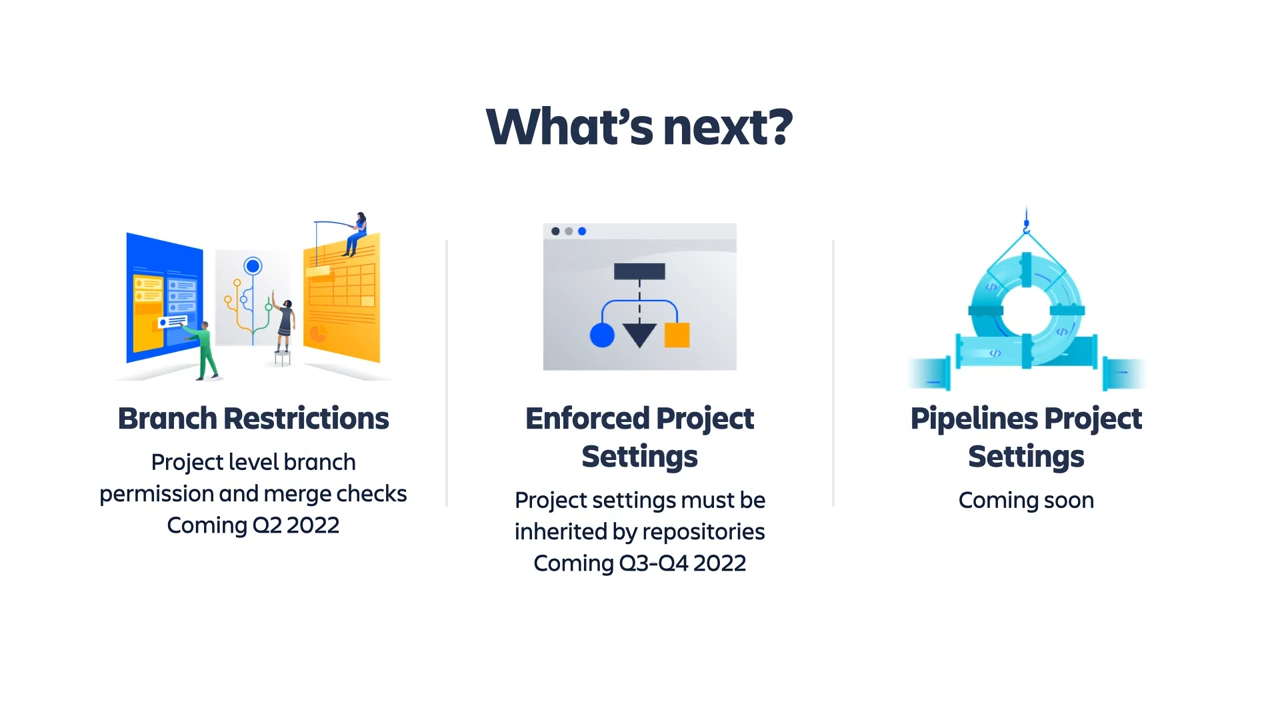 What's next?
Branch Restrictions
Project level branch
permission and merge checks
Coming Q2 2022
Enforced Project
Settings
Project settings must be
inherited by repositories
Coming Q3-Q4 2022
Pipelines Project
Settings
Coming soon